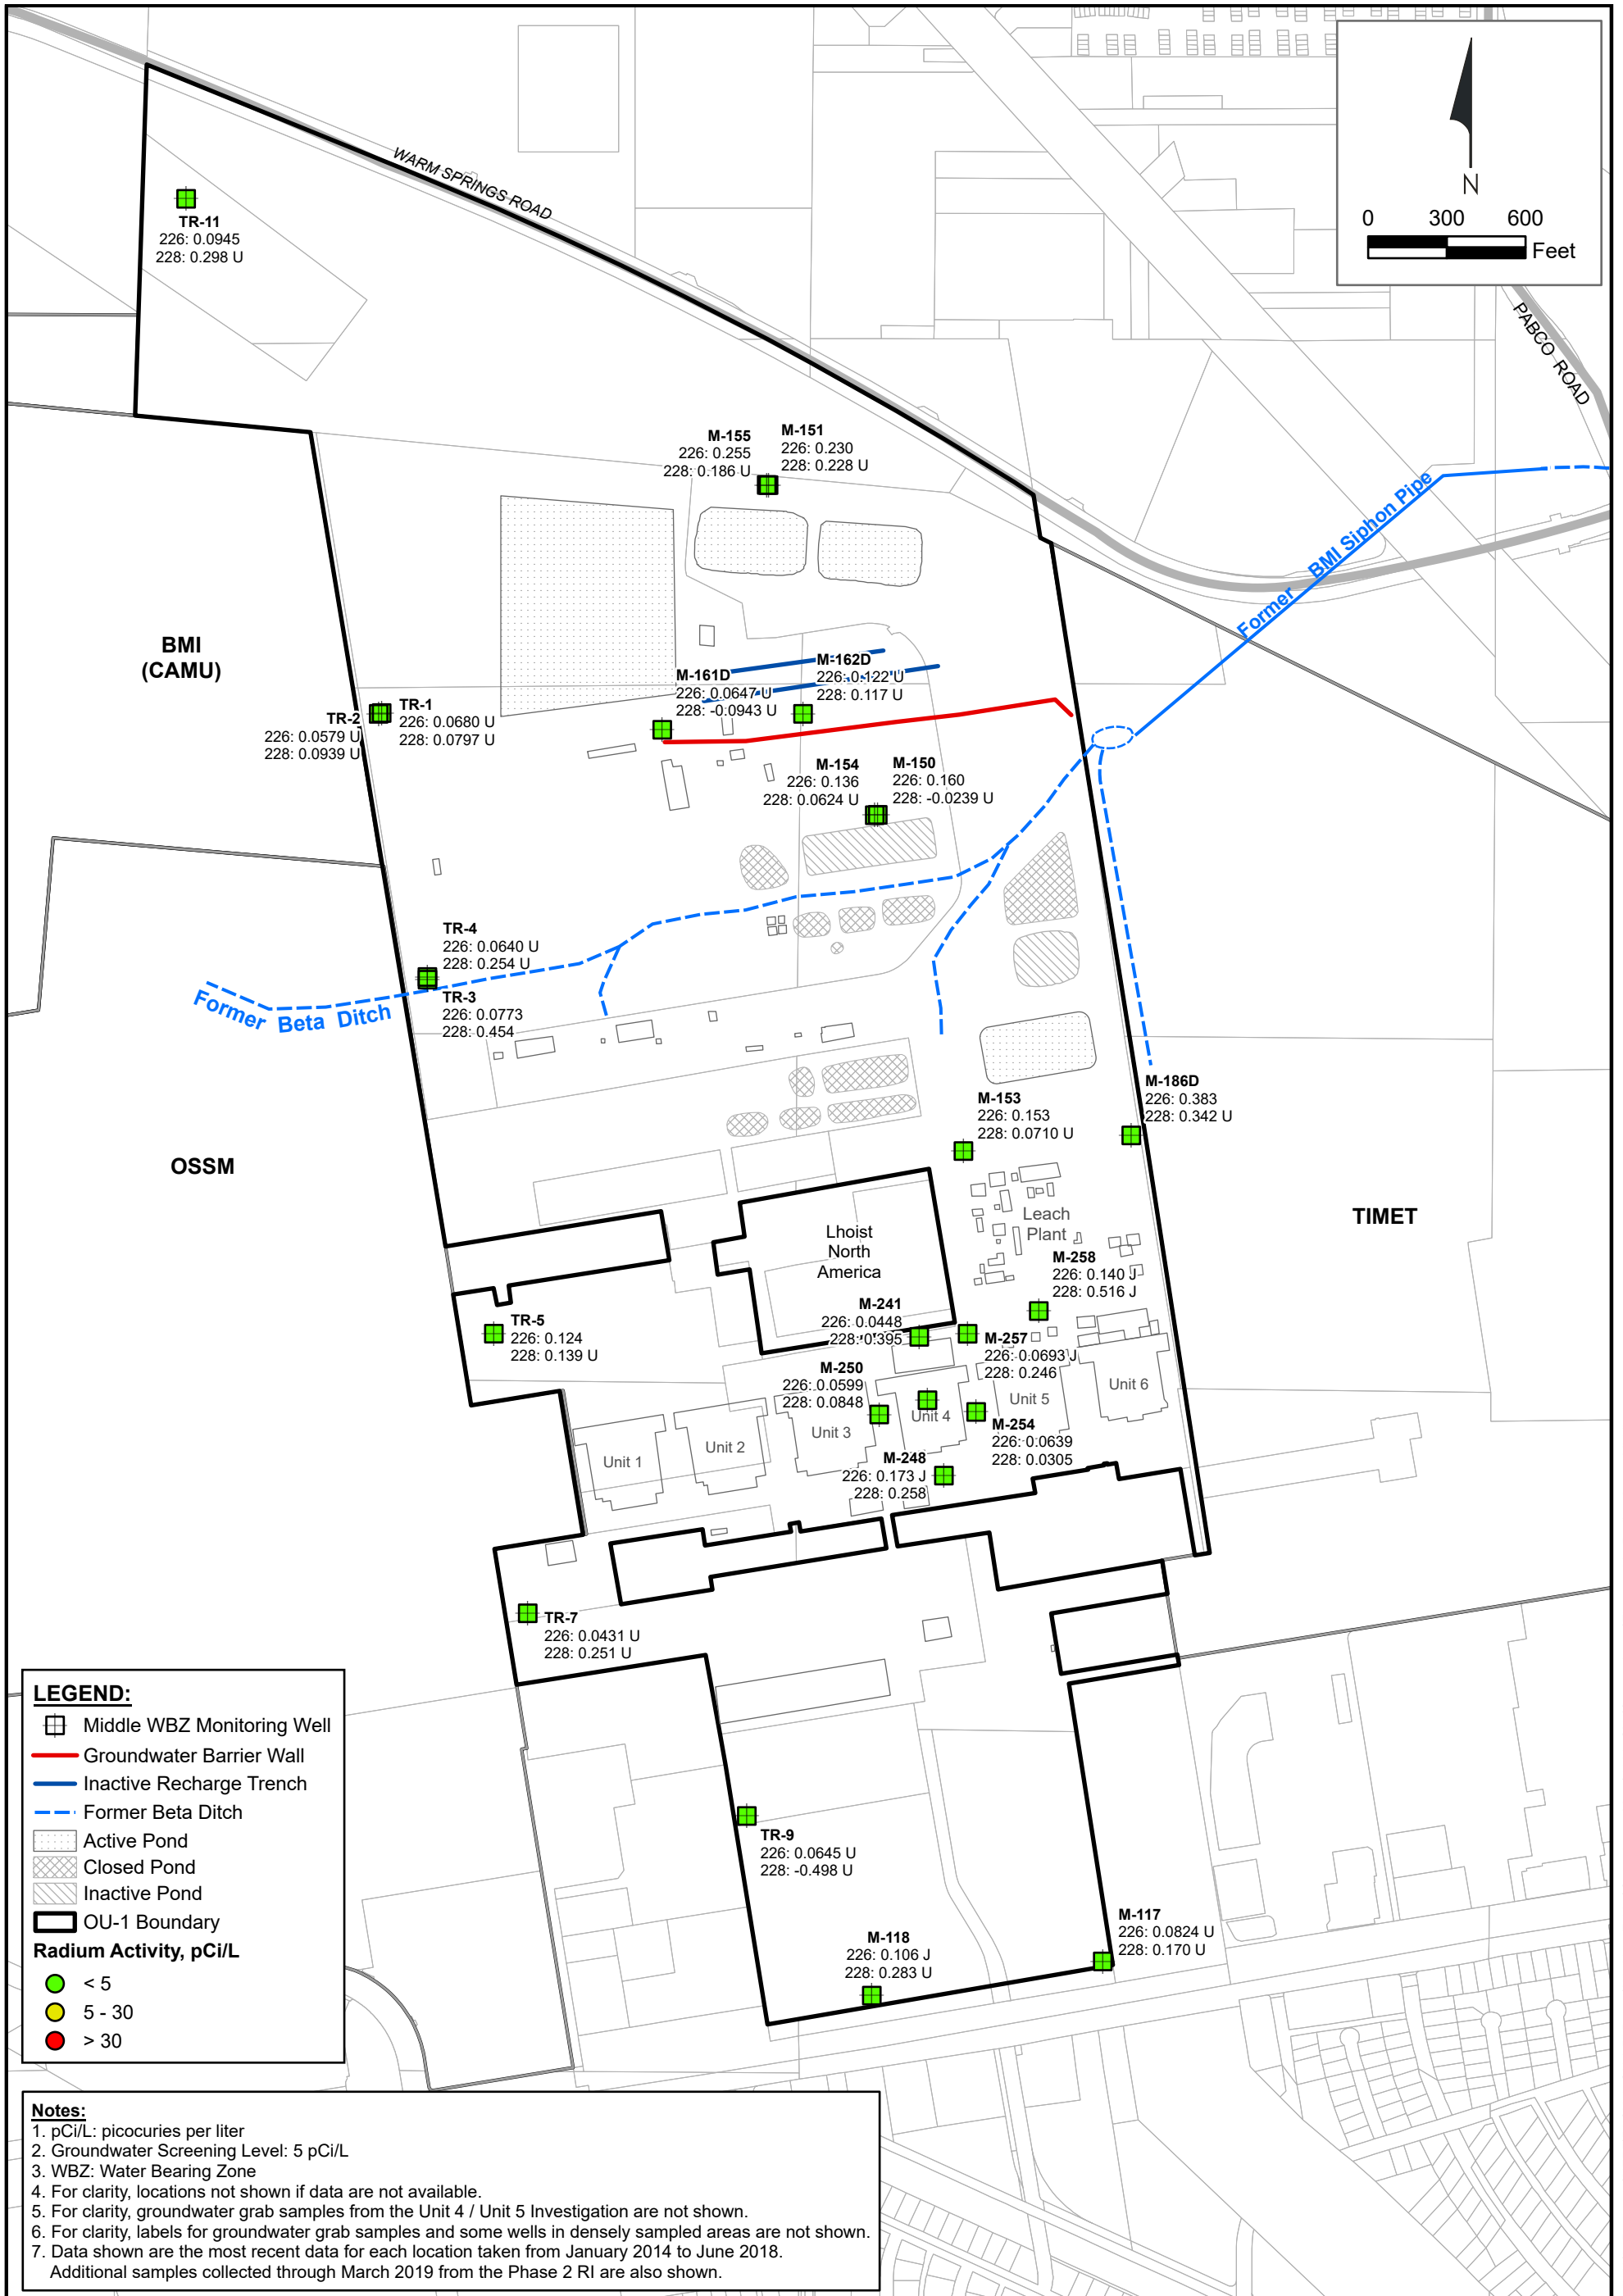 N
0 300 600
Feet
WARM SPRINGS ROAD
PABCO ROAD
TR-11
226: 0.0945
228: 0.298 U
M-155
226: 0.255
228: 0.186 U
M-151
226: 0.230
228: 0.228 U
Former BMI Siphon Pipe
BMI
(CAMU)
M-161D
226: 0.0647 U
228: -0.0943 U
M-162D
226: 0.122 U
228: 0.117 U
TR-2
226: 0.0579 U
228: 0.0939 U
TR-1
226: 0.0680 U
228: 0.0797 U
M-154
226: 0.136
228: 0.0624 U
M-150
226: 0.160
228: -0.0239 U
TR-4
226: 0.0640 U
228: 0.254 U
TR-3
226: 0.0773
228: 0.454
Former Beta Ditch
M-186D
226: 0.383
228: 0.342 U
M-153
226: 0.153
228: 0.0710 U
OSSM
TIMET
Leach
Plant
Lhoist
North
America
M-258
226: 0.140 J
228: 0.516 J
M-241
226: 0.0448
228: 0.395
TR-5
226: 0.124
228: 0.139 U
M-257
226: 0.0693 J
228: 0.246
M-250
226: 0.0599
228: 0.0848
Unit 1
Unit 2
Unit 3
Unit 4
Unit 5
Unit 6
M-254
226: 0.0639
228: 0.0305
M-248
226: 0.173 J
228: 0.258
TR-7
226: 0.0431 U
228: 0.251 U
TR-9
226: 0.0645 U
228: -0.498 U
M-118
226: 0.106 J
228: 0.283 U
M-117
226: 0.0824 U
228: 0.170 U
LEGEND:
Middle WBZ Monitoring Well
Groundwater Barrier Wall
Inactive Recharge Trench
Former Beta Ditch
Active Pond
Closed Pond
Inactive Pond
OU-1 Boundary
Radium Activity, pCi/L
< 5
5 - 30
> 30
Notes:
1. pCi/L: picocuries per liter
2. Groundwater Screening Level: 5 pCi/L
3. WBZ: Water Bearing Zone
4. For clarity, locations not shown if data are not available.
5. For clarity, groundwater grab samples from the Unit 4 / Unit 5 Investigation are not shown.
6. For clarity, labels for groundwater grab samples and some wells in densely sampled areas are not shown.
7. Data shown are the most recent data for each location taken from January 2014 to June 2018.
Additional samples collected through March 2019 from the Phase 2 RI are also shown.